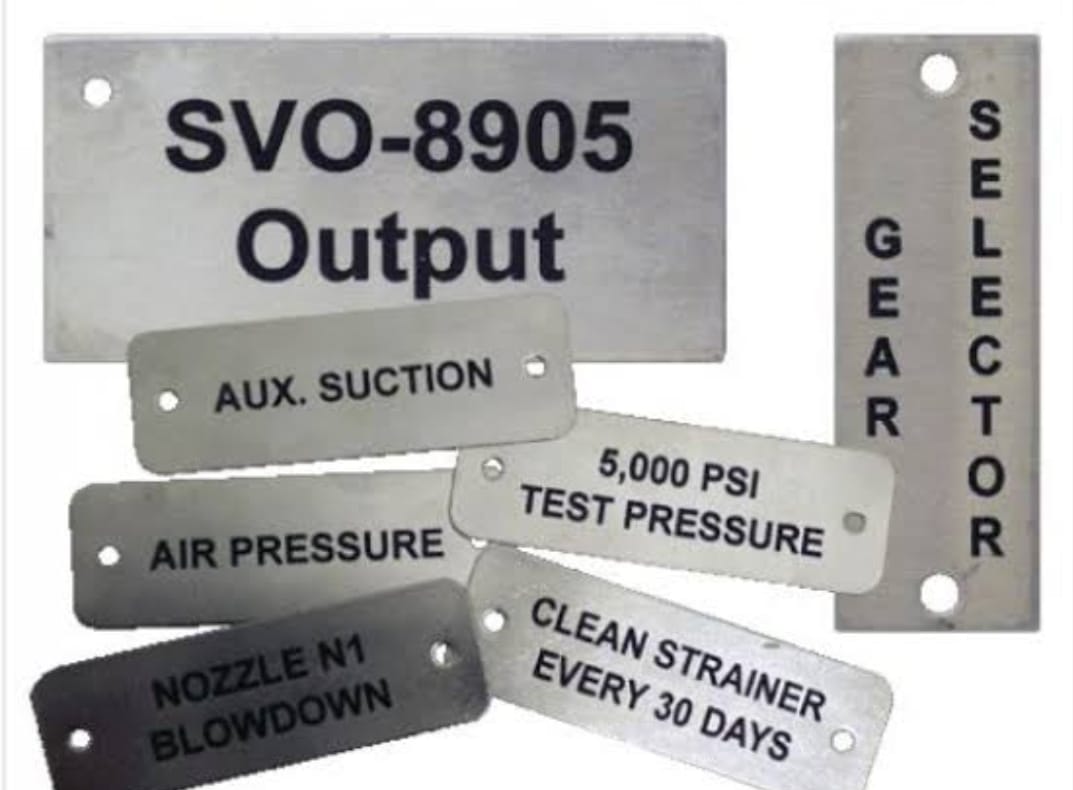 SVO-8905
Output
GEAR
SELECTOR
AUX. SUCTION
5,000 PSI
TEST PRESSURE
AIR PRESSURE
NOZZLE N1
BLOWDOWN
CLEAN STRAINER
EVERY 30 DAYS